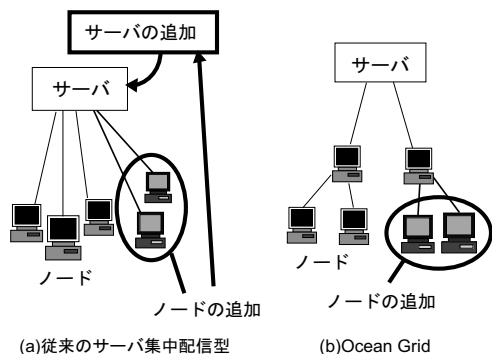 サーバの追加
サーバ
ノード
ノードの追加
(a)従来のサーバ集中配信型
サーバ
ノード
ノードの追加
(b)Ocean Grid